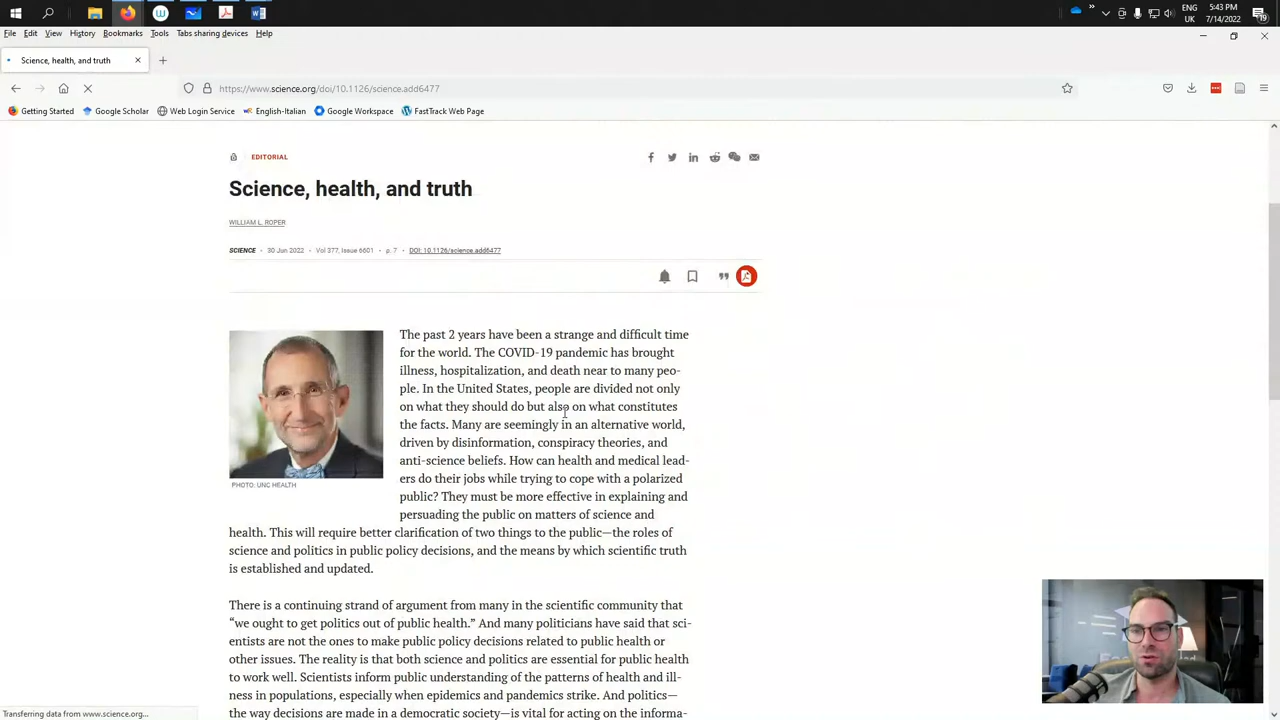 ENG
UK
5:43 PM
7/14/2022
19
File Edit View History Bookmarks Tools Tabs sharing devices Help
Science, health, and truth
https://www.science.org/doi/10.1126/science.add6477
Getting Started Google Scholar Web Login Service English-Italian Google Workspace FastTrack Web Page
EDITORIAL
Science, health, and truth
WILLIAM L. ROPER
SCIENCE • 30 Jun 2022 • Vol 377, Issue 6601 • p. 7 • DOI: 10.1126/science.add6477
The past 2 years have been a strange and difficult time
for the world. The COVID-19 pandemic has brought
illness, hospitalization, and death near to many peo-
ple. In the United States, people are divided not only
on what they should do but also on what constitutes
the facts. Many are seemingly in an alternative world,
driven by disinformation, conspiracy theories, and
anti-science beliefs. How can health and medical lead-
ers do their jobs while trying to cope with a polarized
public? They must be more effective in explaining and
PHOTO: UNC HEALTH
persuading the public on matters of science and
health. This will require better clarification of two things to the public—the roles of
science and politics in public policy decisions, and the means by which scientific truth
is established and updated.
There is a continuing strand of argument from many in the scientific community that
“we ought to get politics out of public health.” And many politicians have said that sci-
entists are not the ones to make public policy decisions related to public health or
other issues. The reality is that both science and politics are essential for public health
to work well. Scientists inform public understanding of the patterns of health and ill-
ness in populations, especially when epidemics and pandemics strike. And politics—
the way decisions are made in a democratic society—is vital for acting on the informa-
Transferring data from www.science.org...